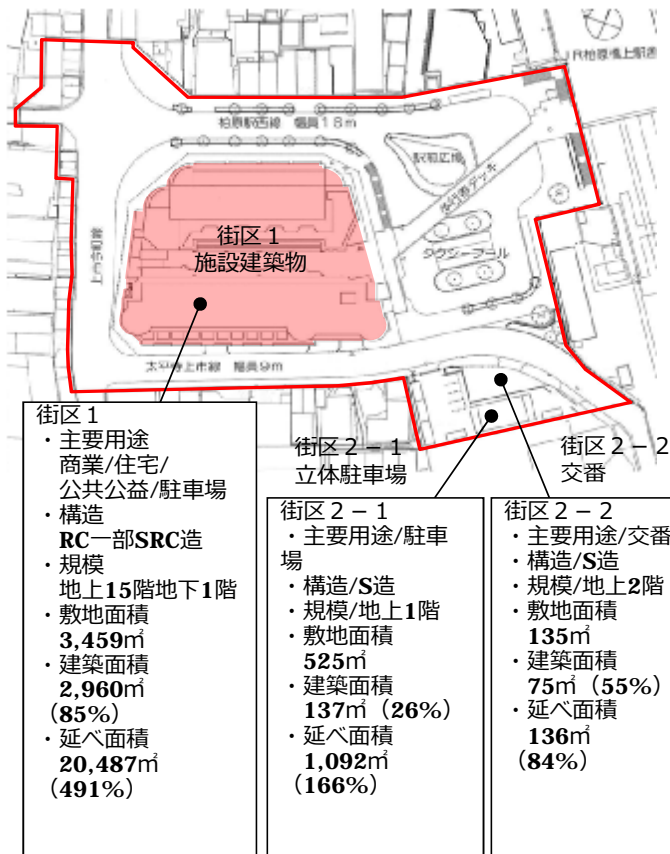 JR柏原橋上駅舎
柏原駅西線 幅員18m
駅前広場
歩行者デッキ
タクシープール
上市今町線
街区1
施設建築物
太平寺上市線 幅員9m
街区2－1
立体駐車場
街区2－2
交番
街区1
・主要用途
商業/住宅/
公共公益/駐車場
・構造
RC一部SRC造
・規模
地上15階地下1階
・敷地面積
3,459㎡
・建築面積
2,960㎡
（85%）
・延べ面積
20,487㎡
（491%）
街区2－1
・主要用途/駐車
場
・構造/S造
・規模/地上1階
・敷地面積
525㎡
・建築面積
137㎡（26%）
・延べ面積
1,092㎡
（166%）
街区2－2
・主要用途/交番
・構造/S造
・規模/地上2階
・敷地面積
135㎡
・建築面積
75㎡（55%）
・延べ面積
136㎡
（84%）